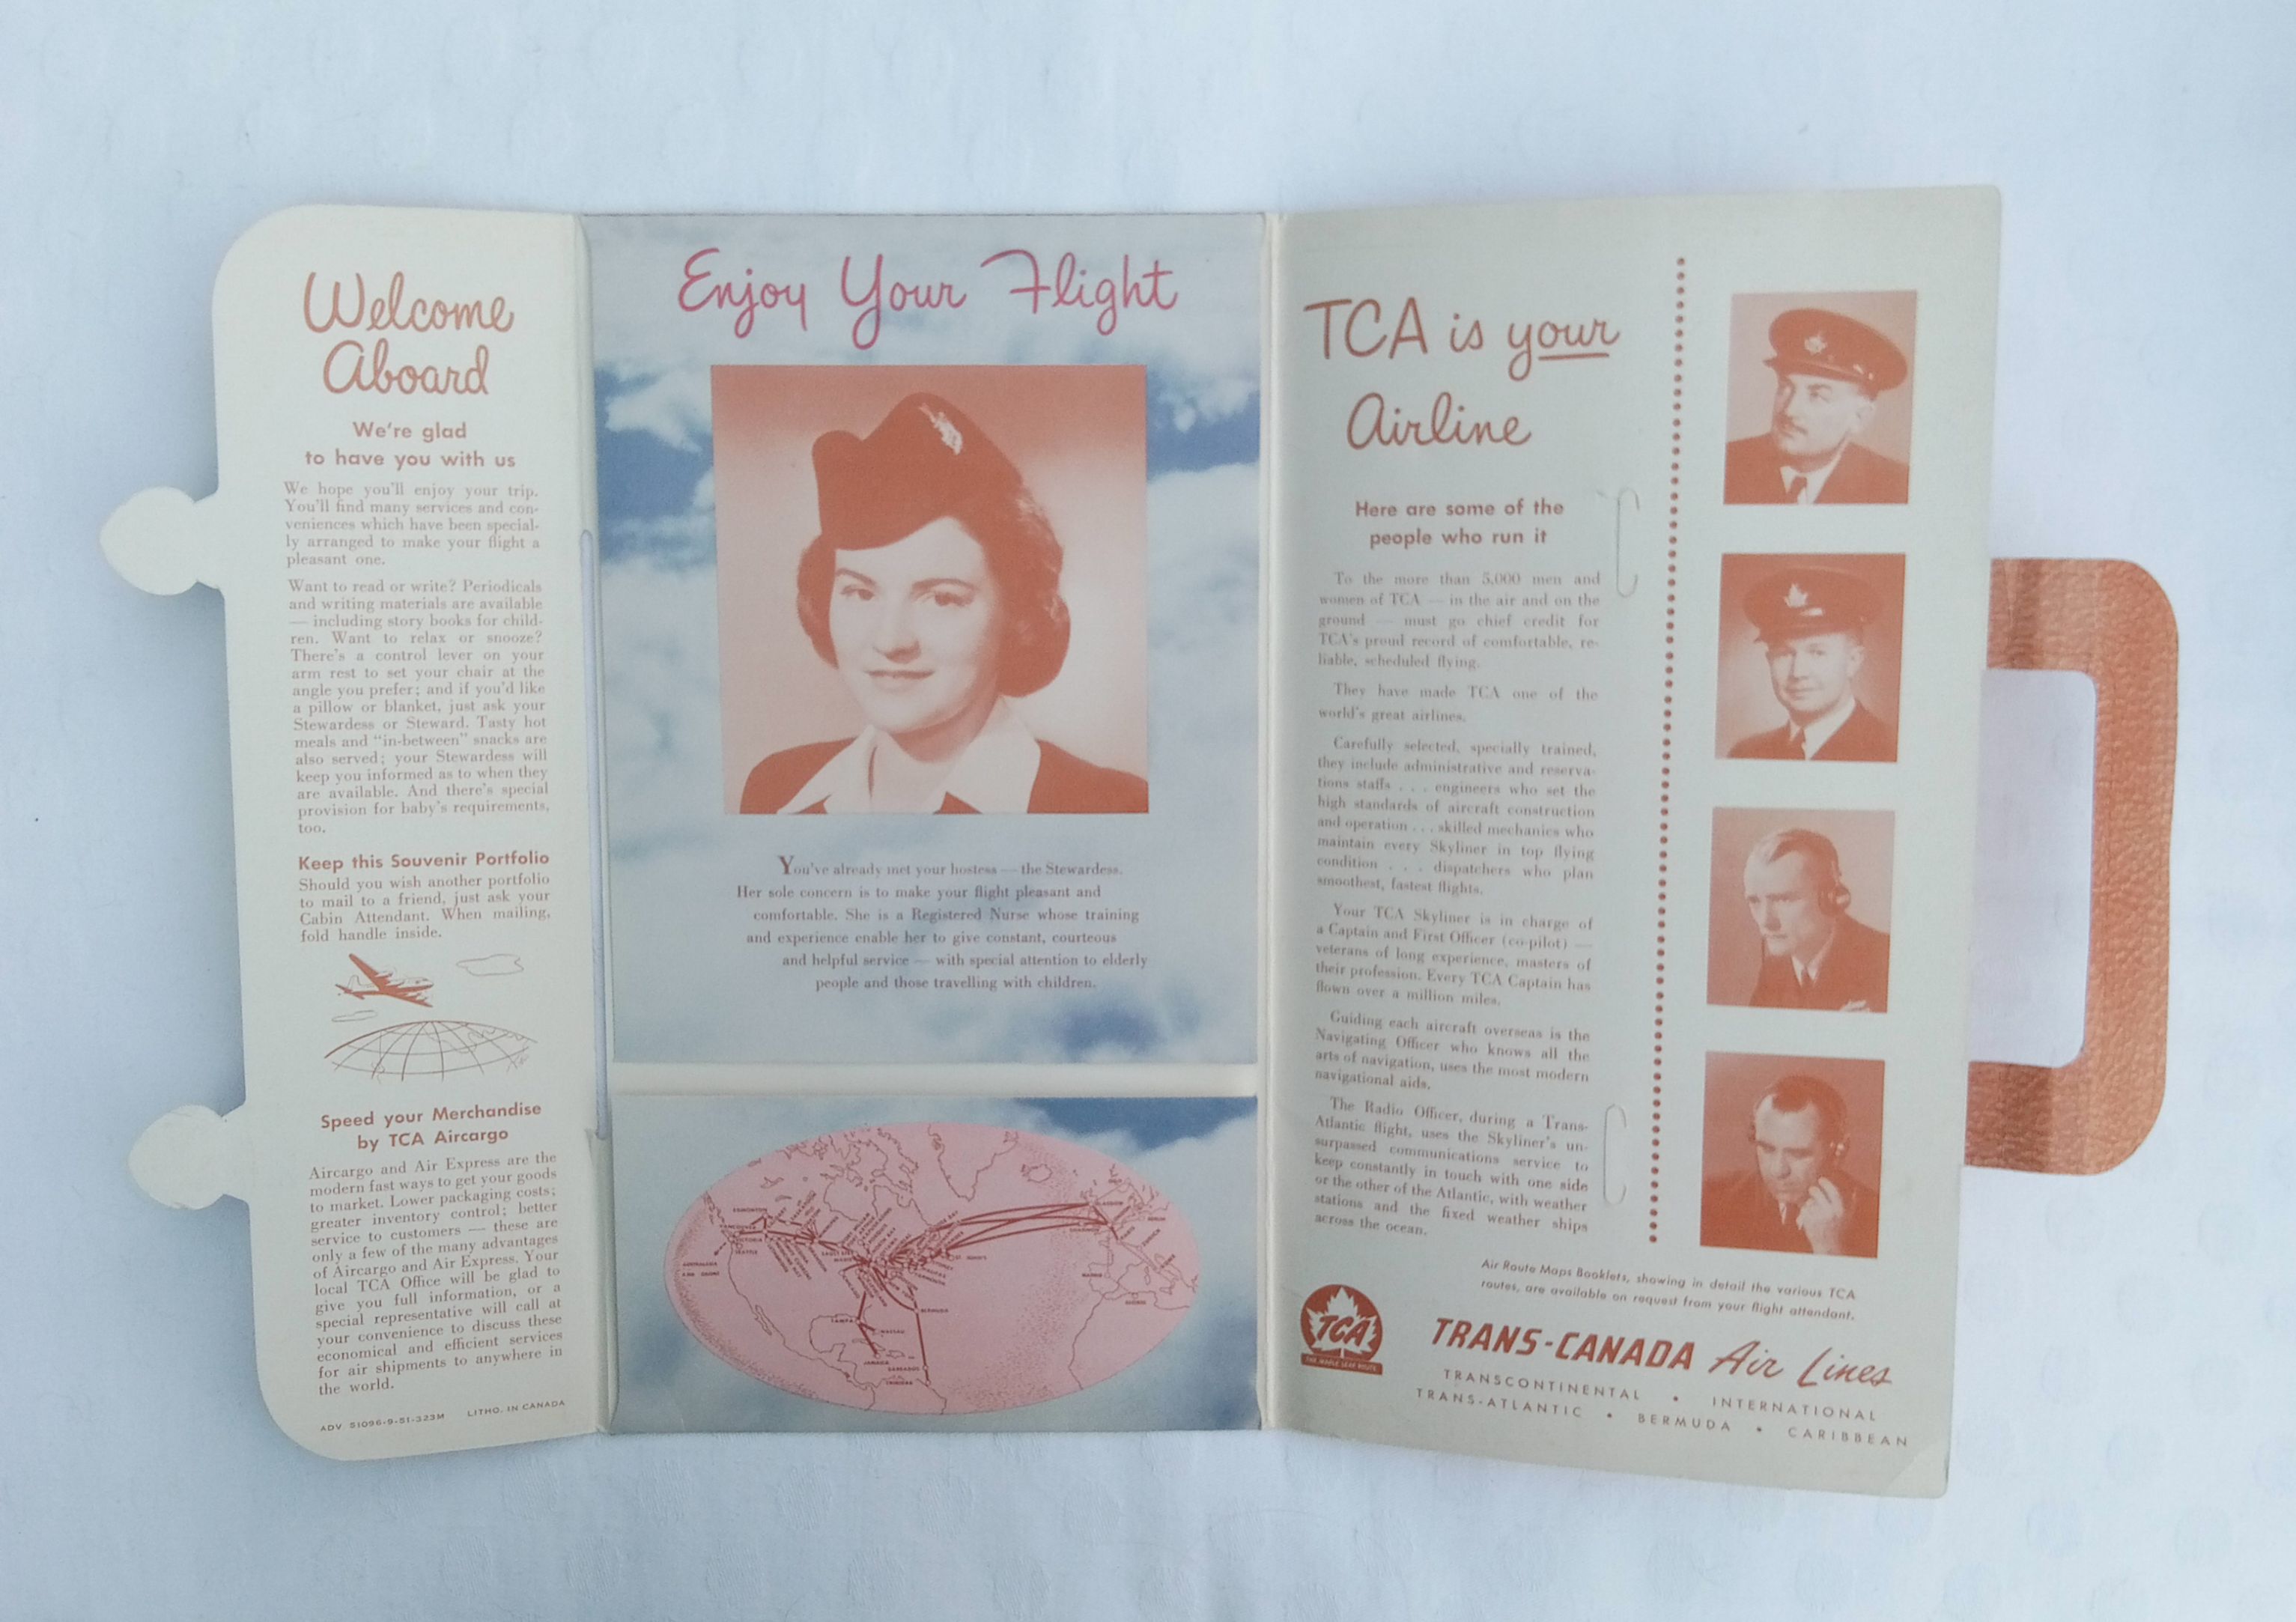 Welcome
Aboard
We're glad
to have you with us
We hope you'll enjoy your trip.
You'll find many services and con-
veniences which have been special-
ly arranged to make your flight a
pleasant one.
Want to read or write? Periodicals
and writing materials are available
— including story books for child-
ren. Want to relax or snooze?
There's a control lever on your
arm rest to set your chair at the
angle you prefer; and if you'd like
a pillow or blanket, just ask your
Stewardess or Steward. Tasty hot
meals and "in-between" snacks are
also served; your Stewardess will
keep you informed as to when they
are available. And there's special
provision for baby's requirements,
too.
Keep this Souvenir Portfolio
Should you wish another portfolio
to mail to a friend, just ask your
Cabin Attendant. When mailing,
fold handle inside.
Speed your Merchandise
by TCA Aircargo
Aircargo and Air Express are the
modern fast ways to get your goods
to market. Lower packaging costs;
greater inventory control; better
service to customers — these are
only a few of the many advantages
of Aircargo and Air Express. Your
local TCA Office will be glad to
give you full information, or a
special representative will call at
your convenience to discuss these
economical and efficient services
for air shipments to anywhere in
the world.
ADV. 51096-9-51-323M LITHO. IN CANADA
Enjoy Your Flight
You've already met your hostess — the Stewardess.
Her sole concern is to make your flight pleasant and
comfortable. She is a Registered Nurse whose training
and experience enable her to give constant, courteous
and helpful service — with special attention to elderly
people and those travelling with children.
EDMONTON
VANCOUVER
VICTORIA
SEATTLE
BERMUDA
TAMPA
NASSAU
JAMAICA
BARBADOS
TRINIDAD
TCA is your
Airline
Here are some of the
people who run it
To the more than 5,000 men and
women of TCA — in the air and on the
ground — must go chief credit for
TCA's proud record of comfortable, re-
liable, scheduled flying.
They have made TCA one of the
world's great airlines.
Carefully selected, specially trained,
they include administrative and reserva-
tions staffs . . . engineers who set the
high standards of aircraft construction
and operation . . . skilled mechanics who
maintain every Skyliner in top flying
condition . . . dispatchers who plan
smoothest, fastest flights.
Your TCA Skyliner is in charge of
a Captain and First Officer (co-pilot) —
veterans of long experience, masters of
their profession. Every TCA Captain has
flown over a million miles.
Guiding each aircraft overseas is the
Navigating Officer who knows all the
arts of navigation, uses the most modern
navigational aids.
The Radio Officer, during a Trans-
Atlantic flight, uses the Skyliner's un-
surpassed communications service to
keep constantly in touch with one side
or the other of the Atlantic, with weather
stations and the fixed weather ships
across the ocean.
Air Route Maps Booklets, showing in detail the various TCA
routes, are available on request from your flight attendant.
TCA
THE MAPLE LEAF ROUTE
TRANS-CANADA Air Lines
TRANSCONTINENTAL • INTERNATIONAL
TRANS-ATLANTIC • BERMUDA • CARIBBEAN